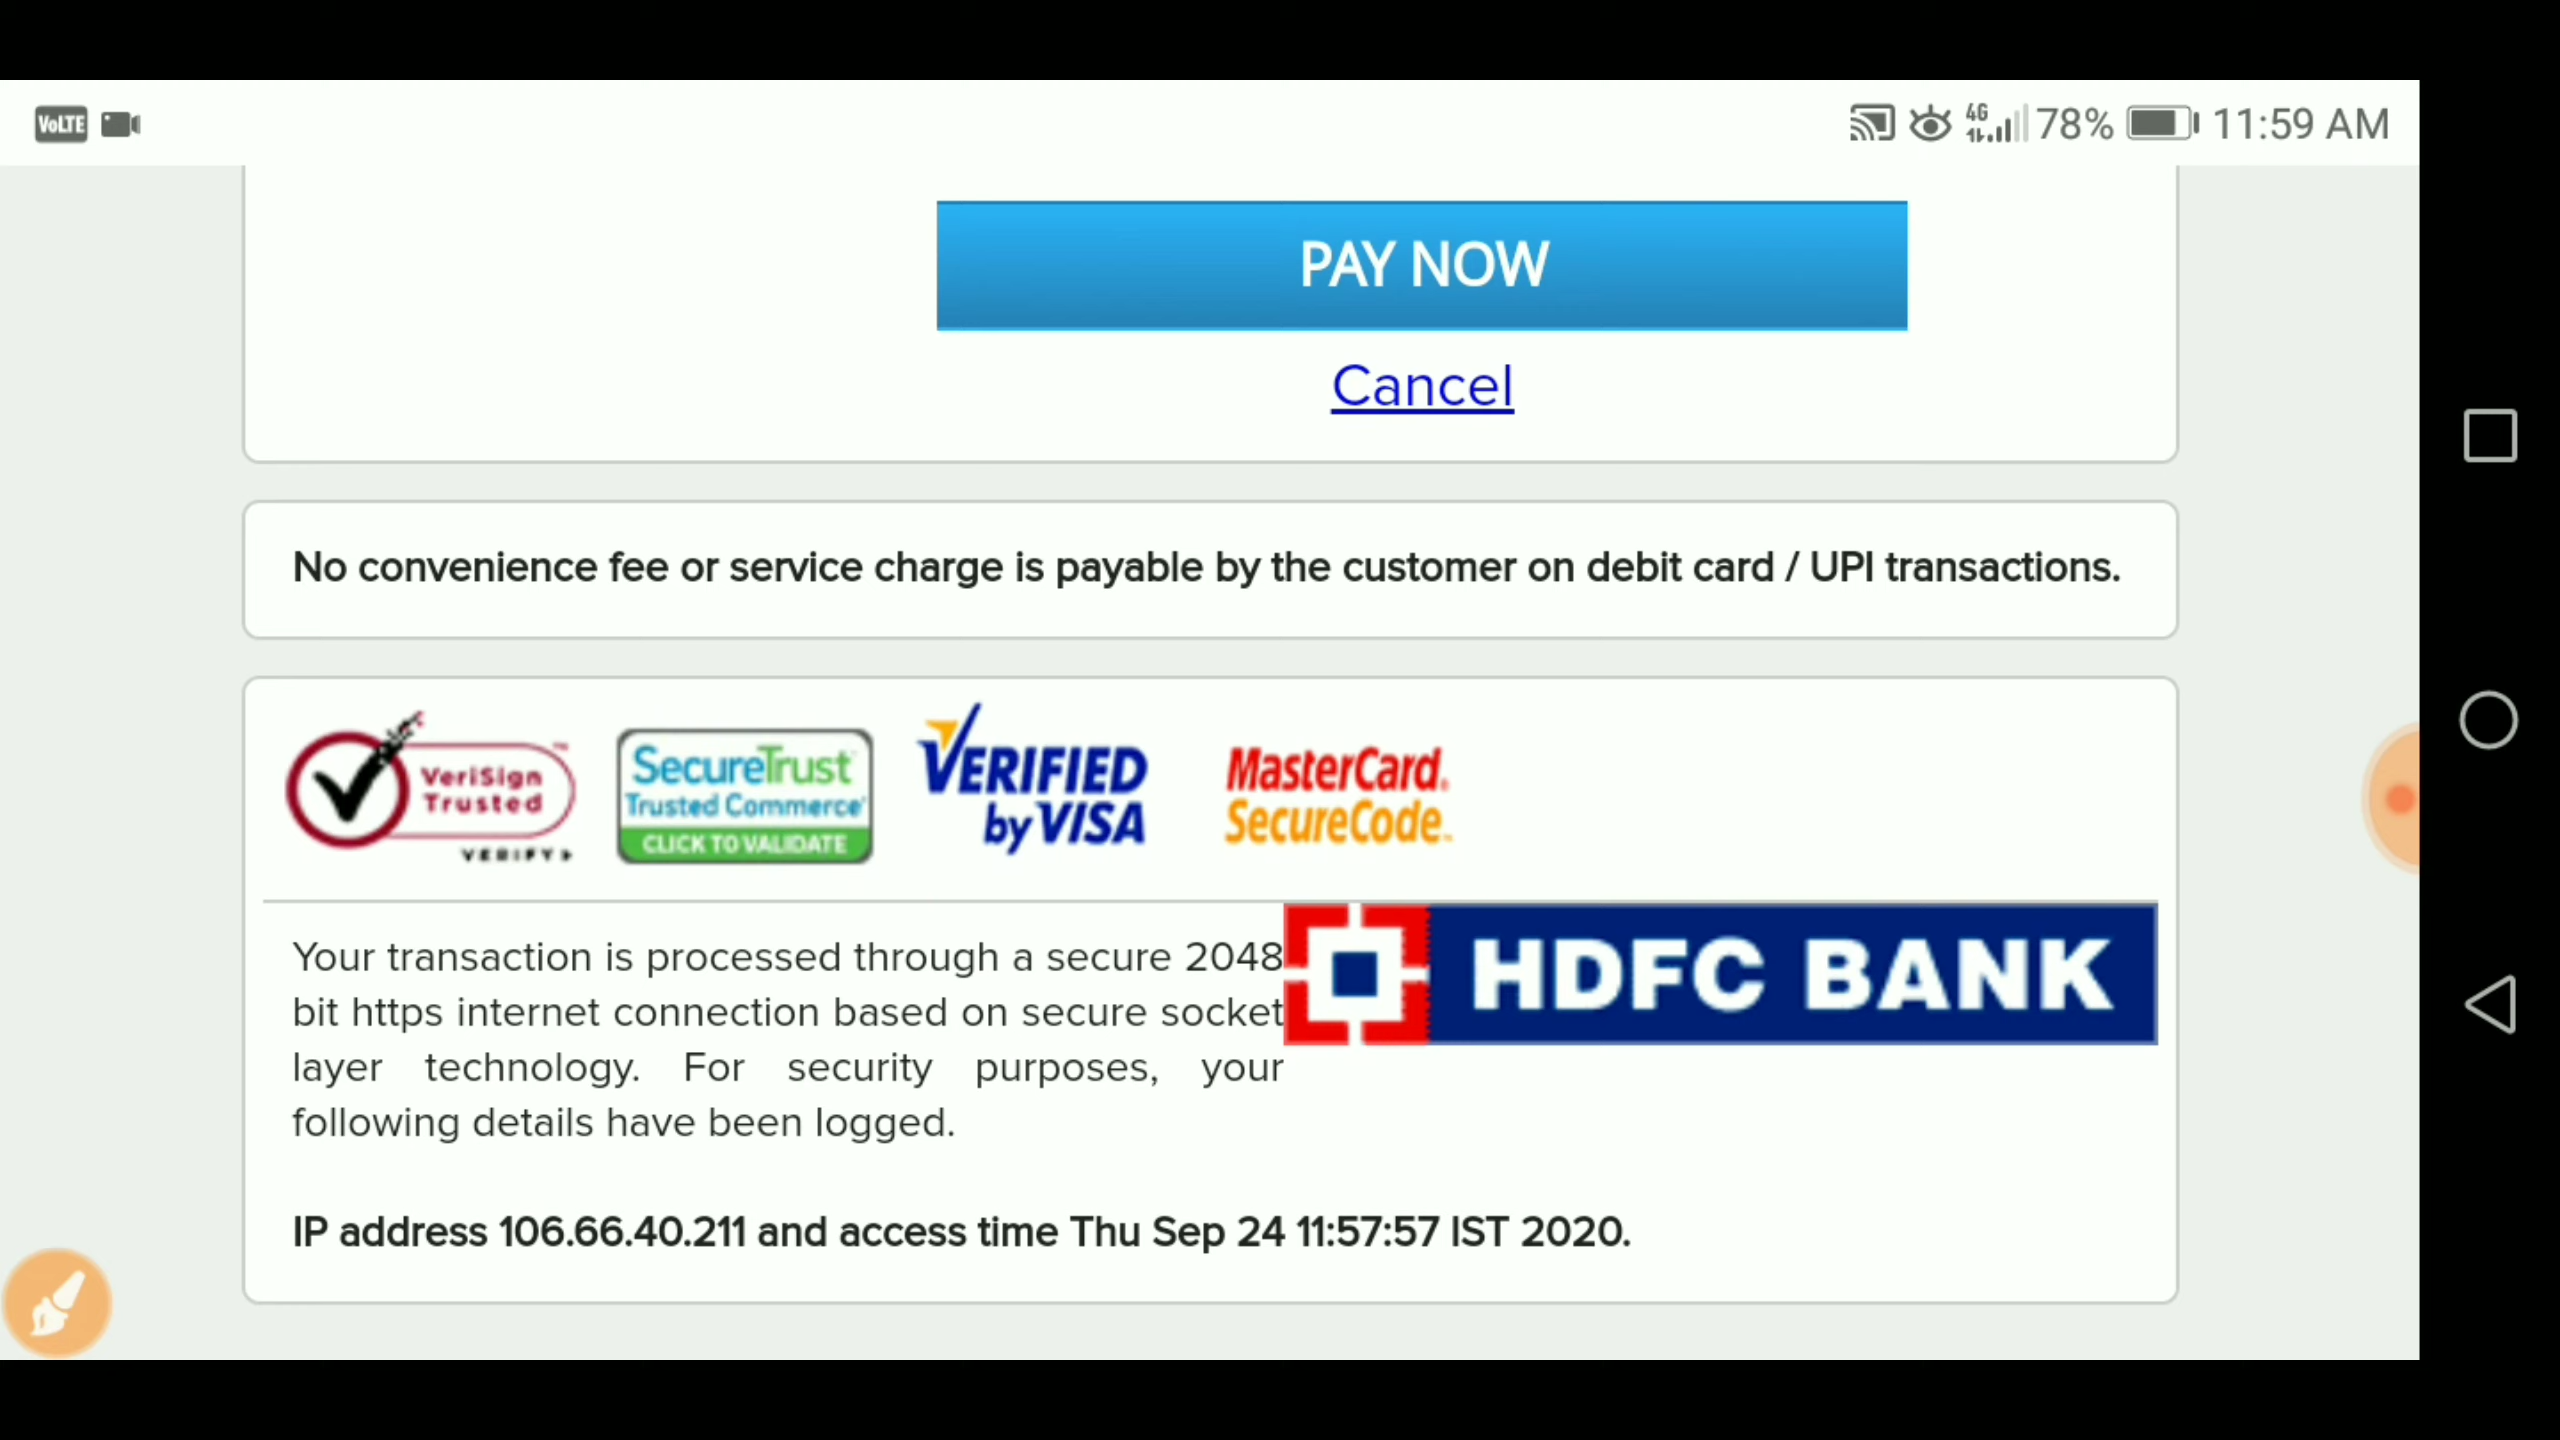 VoLTE
4G 78% 11:59 AM
PAY NOW
Cancel
No convenience fee or service charge is payable by the customer on debit card / UPI transactions.
VeriSign
Trusted
VERIFY
SecureTrust
Trusted Commerce
CLICK TO VALIDATE
VERIFIED
by VISA
MasterCard.
SecureCode.
Your transaction is processed through a secure 2048
bit https internet connection based on secure socket
layer technology. For security purposes, your
following details have been logged.
HDFC BANK
IP address 106.66.40.211 and access time Thu Sep 24 11:57:57 IST 2020.